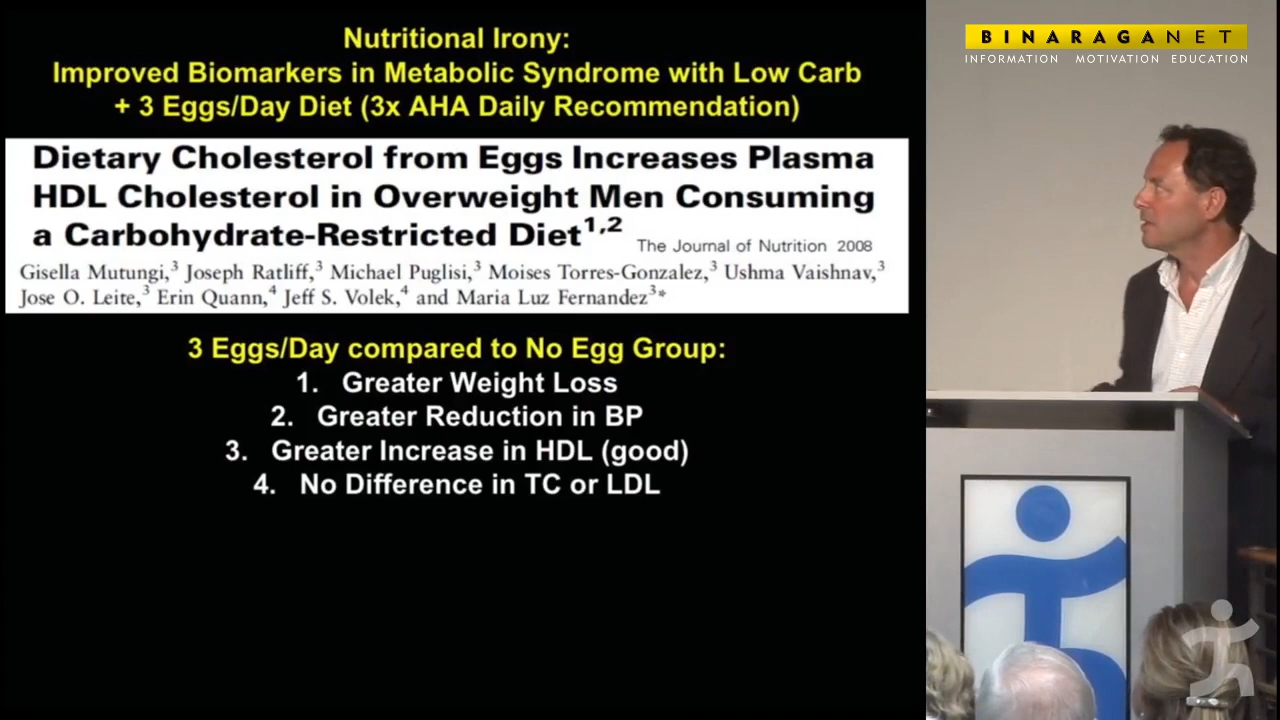 Nutritional Irony:
Improved Biomarkers in Metabolic Syndrome with Low Carb
+ 3 Eggs/Day Diet (3x AHA Daily Recommendation)
Dietary Cholesterol from Eggs Increases Plasma
HDL Cholesterol in Overweight Men Consuming
a Carbohydrate-Restricted Diet¹,²
The Journal of Nutrition 2008
Gisella Mutungi,³ Joseph Ratliff,³ Michael Puglisi,³ Moises Torres-Gonzalez,³ Ushma Vaishnav,³
Jose O. Leite,³ Erin Quann,⁴ Jeff S. Volek,⁴ and Maria Luz Fernandez³*
3 Eggs/Day compared to No Egg Group:
1. Greater Weight Loss
2. Greater Reduction in BP
3. Greater Increase in HDL (good)
4. No Difference in TC or LDL
BINARAGANET
INFORMATION MOTIVATION EDUCATION